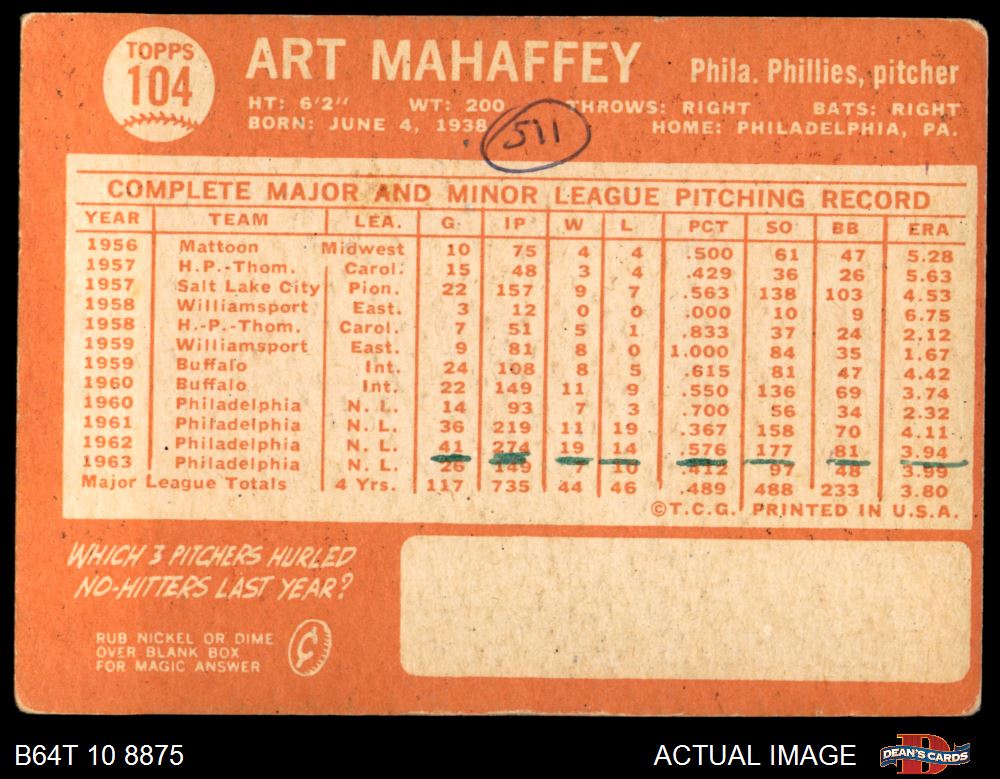 TOPPS
104
ART MAHAFFEY Phila. Phillies, pitcher
HT: 6'2" WT: 200 THROWS: RIGHT BATS: RIGHT
BORN: JUNE 4, 1938 HOME: PHILADELPHIA, PA.
511
COMPLETE MAJOR AND MINOR LEAGUE PITCHING RECORD
YEAR TEAM LEA. G IP W L PCT SO BB ERA
1956 Mattoon Midwest 10 75 4 4 .500 61 47 5.28
1957 H.P.-Thom. Carol. 15 48 3 4 .429 36 26 5.63
1957 Salt Lake City Pion. 22 157 9 7 .563 138 103 4.53
1958 Williamsport East. 3 12 0 0 .000 10 9 6.75
1958 H.-P.-Thom. Carol. 7 51 5 1 .833 37 24 2.12
1959 Williamsport East. 9 81 8 0 1.000 84 35 1.67
1959 Buffalo Int. 24 108 8 5 .615 81 47 4.42
1960 Buffalo Int. 22 149 11 9 .550 136 69 3.74
1960 Philadelphia N. L. 14 93 7 3 .700 56 34 2.32
1961 Philadelphia N. L. 36 219 11 19 .367 158 70 4.11
1962 Philadelphia N. L. 41 274 19 14 .576 177 81 3.94
1963 Philadelphia N. L. 26 149 7 10 .412 97 3.99
Major League Totals 4 Yrs. 117 735 44 46 .489 488 233 3.80
©T.C.G. PRINTED IN U.S.A.
WHICH 3 PITCHERS HURLED
NO-HITTERS LAST YEAR?
RUB NICKEL OR DIME
OVER BLANK BOX
FOR MAGIC ANSWER
B64T 10 8875 ACTUAL IMAGE DEAN'S CARDS